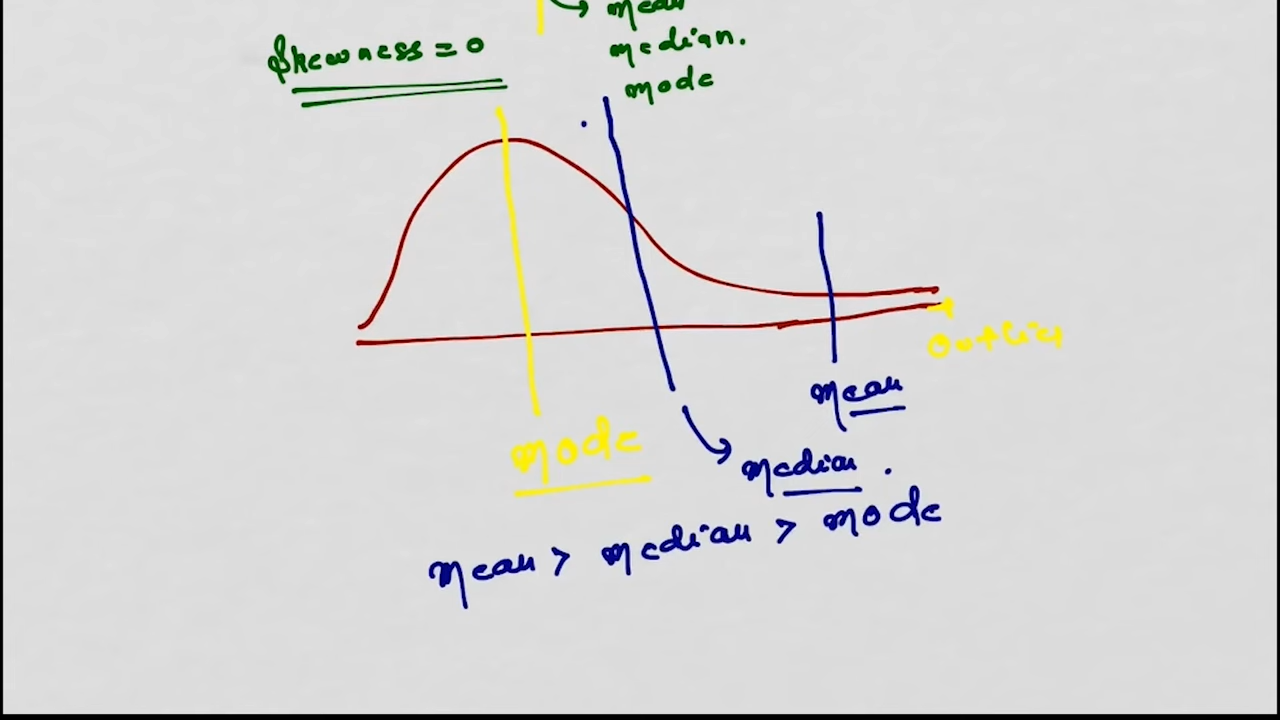 mean
median.
mode
Skewness = 0
Outlier
mean
mode
median.
mean > median > mode